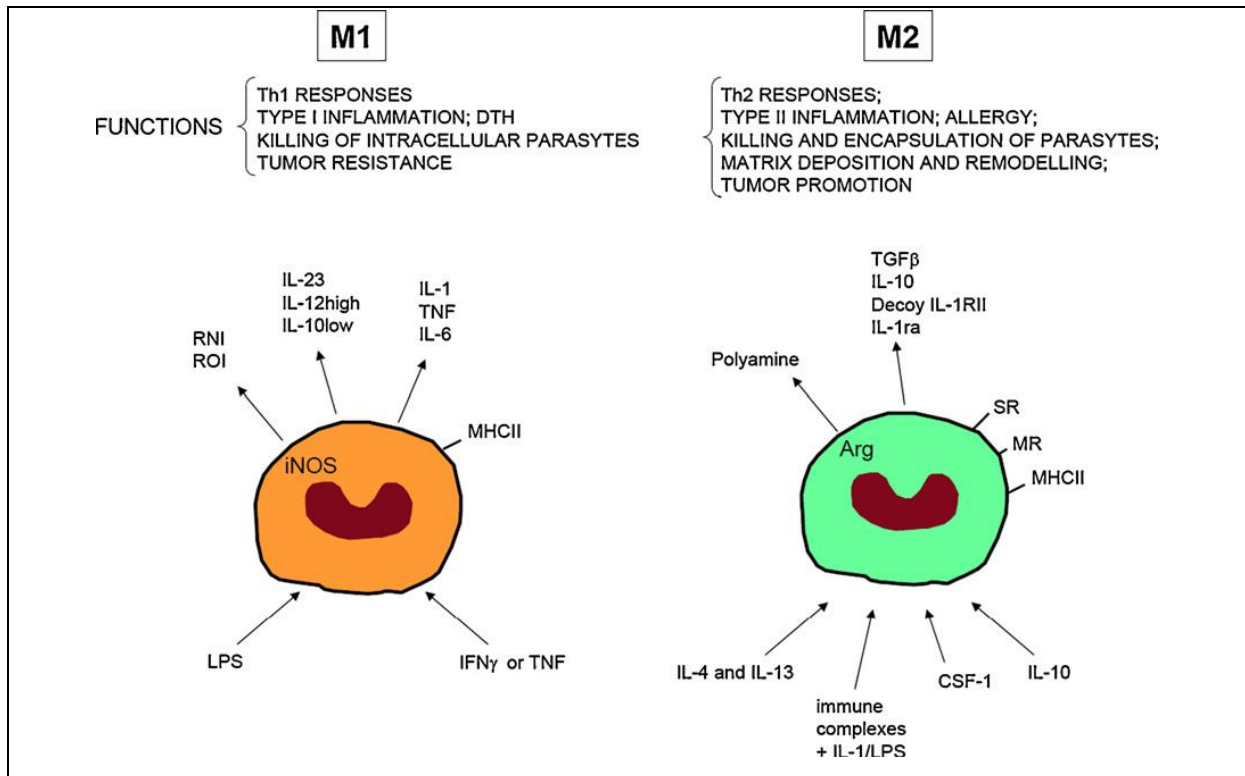 M1
M2
FUNCTIONS
Th1 RESPONSES
TYPE I INFLAMMATION; DTH
KILLING OF INTRACELLULAR PARASYTES
TUMOR RESISTANCE
Th2 RESPONSES;
TYPE II INFLAMMATION; ALLERGY;
KILLING AND ENCAPSULATION OF PARASYTES;
MATRIX DEPOSITION AND REMODELLING;
TUMOR PROMOTION
RNI
ROI
IL-23
IL-12high
IL-10low
IL-1
TNF
IL-6
MHCII
iNOS
LPS
IFNγ or TNF
Polyamine
TGFβ
IL-10
Decoy IL-1RII
IL-1ra
SR
MR
MHCII
Arg
IL-4 and IL-13
immune
complexes
+ IL-1/LPS
CSF-1
IL-10